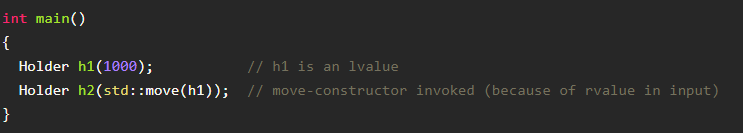 int main()
{
  Holder h1(1000);                // h1 is an lvalue
  Holder h2(std::move(h1));  // move-constructor invoked (because of rvalue in input)
}